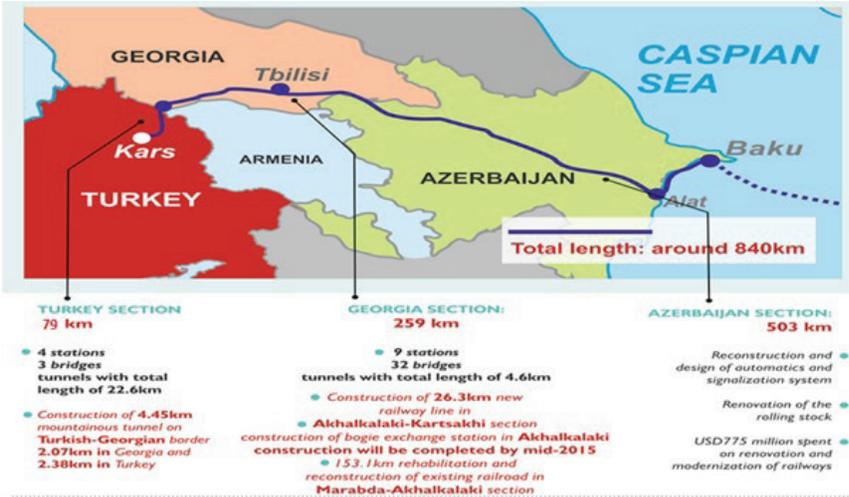 GEORGIA
Tbilisi
CASPIAN
SEA
Kars
ARMENIA
Baku
TURKEY
AZERBAIJAN
Alat
Total length: around 840km
TURKEY SECTION
79 km
4 stations
3 bridges
tunnels with total
length of 22.6km
Construction of 4.45km
mountainous tunnel on
Turkish-Georgian border
2.07km in Georgia and
2.38km in Turkey
GEORGIA SECTION:
259 km
9 stations
32 bridges
tunnels with total length of 4.6km
Construction of 26.3km new
railway line in
Akhalkalaki-Kartsakhi section
construction of bogie exchange station in Akhalkalaki
construction will be completed by mid-2015
153.1km rehabilitation and
reconstruction of existing railroad in
Marabda-Akhalkalaki section
AZERBAIJAN SECTION:
503 km
Reconstruction and
design of automatics and
signalization system
Renovation of the
rolling stock
USD775 million spent
on renovation and
modernization of railways